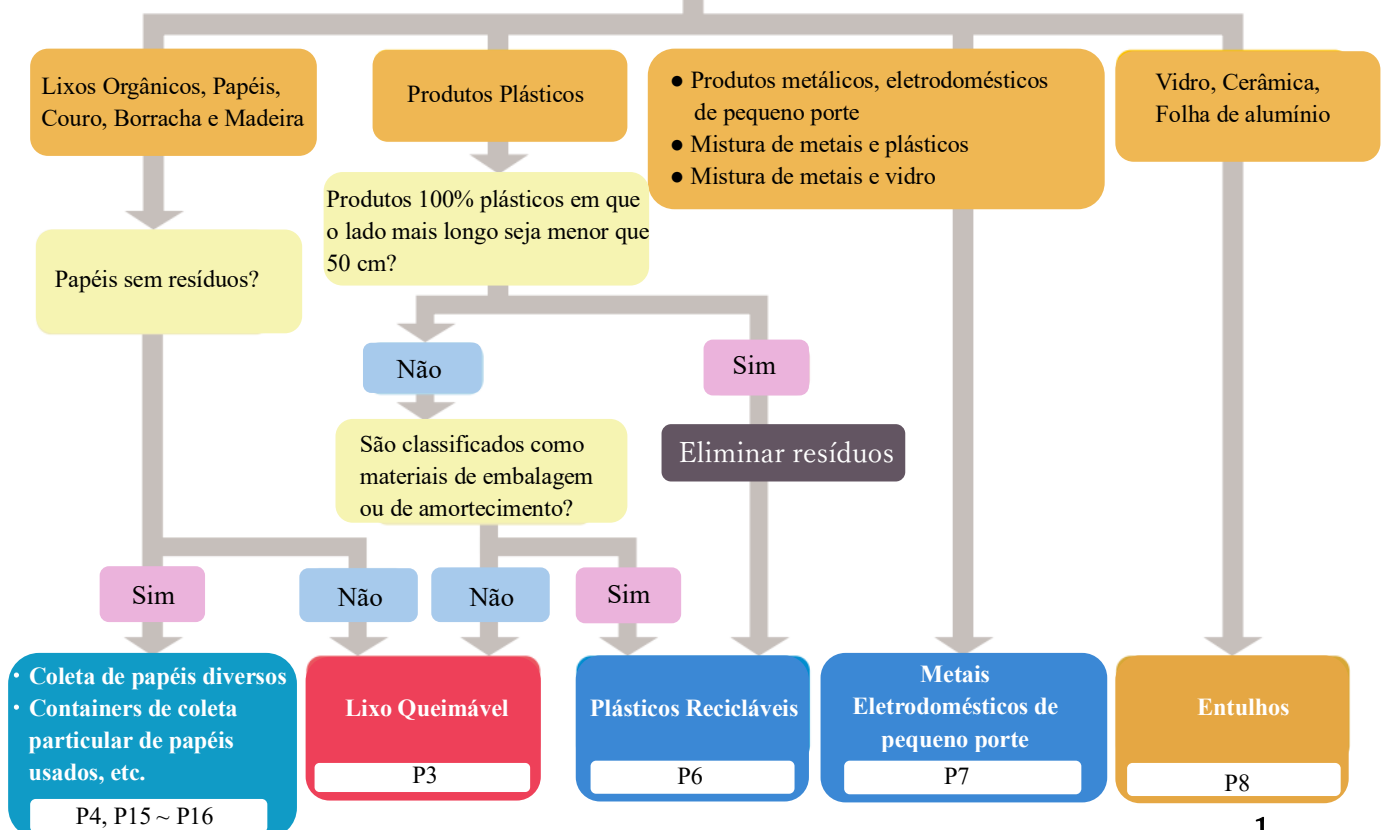 Lixos Orgânicos, Papéis,
Couro, Borracha e Madeira
Produtos Plásticos
● Produtos metálicos, eletrodomésticos
de pequeno porte
● Mistura de metais e plásticos
● Mistura de metais e vidro
Vidro, Cerâmica,
Folha de alumínio
Papéis sem resíduos?
Produtos 100% plásticos em que
o lado mais longo seja menor que
50 cm?
Não
Sim
São classificados como
materiais de embalagem
ou de amortecimento?
Eliminar resíduos
Sim
Não
Não
Sim
・Coleta de papéis diversos
・Containers de coleta
particular de papéis
usados, etc.
P4, P15 ~ P16
Lixo Queimável
P3
Plásticos Recicláveis
P6
Metais
Eletrodomésticos de
pequeno porte
P7
Entulhos
P8
1